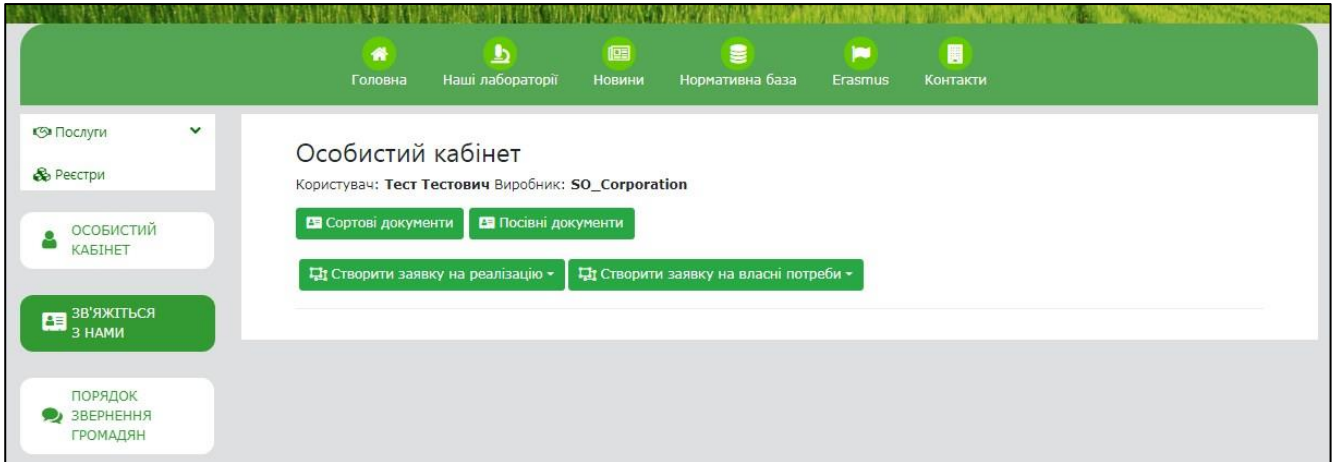 Головна Наші лабораторії Новини Нормативна база Erasmus Контакти
Послуги
Реєстри
ОСОБИСТИЙ
КАБІНЕТ
ЗВ'ЯЖІТЬСЯ
З НАМИ
ПОРЯДОК
ЗВЕРНЕННЯ
ГРОМАДЯН
Особистий кабінет
Користувач: Тест Тестович Виробник: SO_Corporation
Сортові документи Посівні документи
Створити заявку на реалізацію Створити заявку на власні потреби